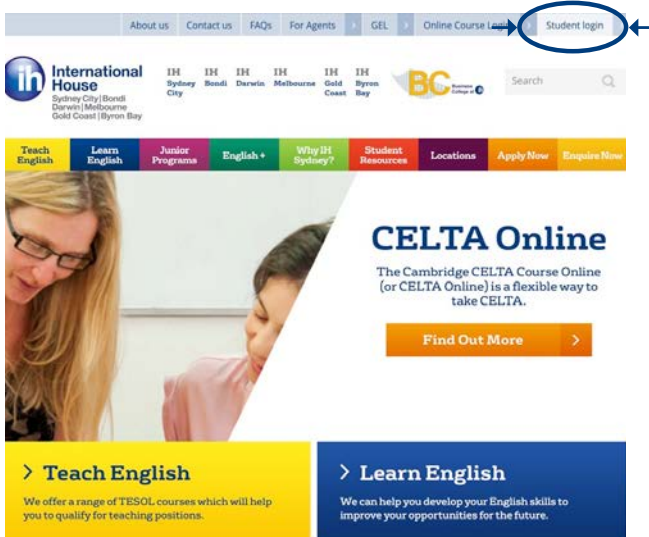 About us Contact us FAQs For Agents GEL Online Course Login Student login
ih International
House
Sydney City | Bondi
Darwin | Melbourne
Gold Coast | Byron Bay
IH
Sydney
City
IH
Bondi
IH
Darwin
IH
Melbourne
IH
Gold
Coast
IH
Byron
Bay
BC Business
College at
Search
Teach
English
Learn
English
Junior
Programs
English +
Why IH
Sydney?
Student
Resources
Locations
Apply Now
Enquire Now
CELTA Online
The Cambridge CELTA Course Online
(or CELTA Online) is a flexible way to
take CELTA.
Find Out More >
> Teach English
We offer a range of TESOL courses which will help
you to qualify for teaching positions.
> Learn English
We can help you develop your English skills to
improve your opportunities for the future.